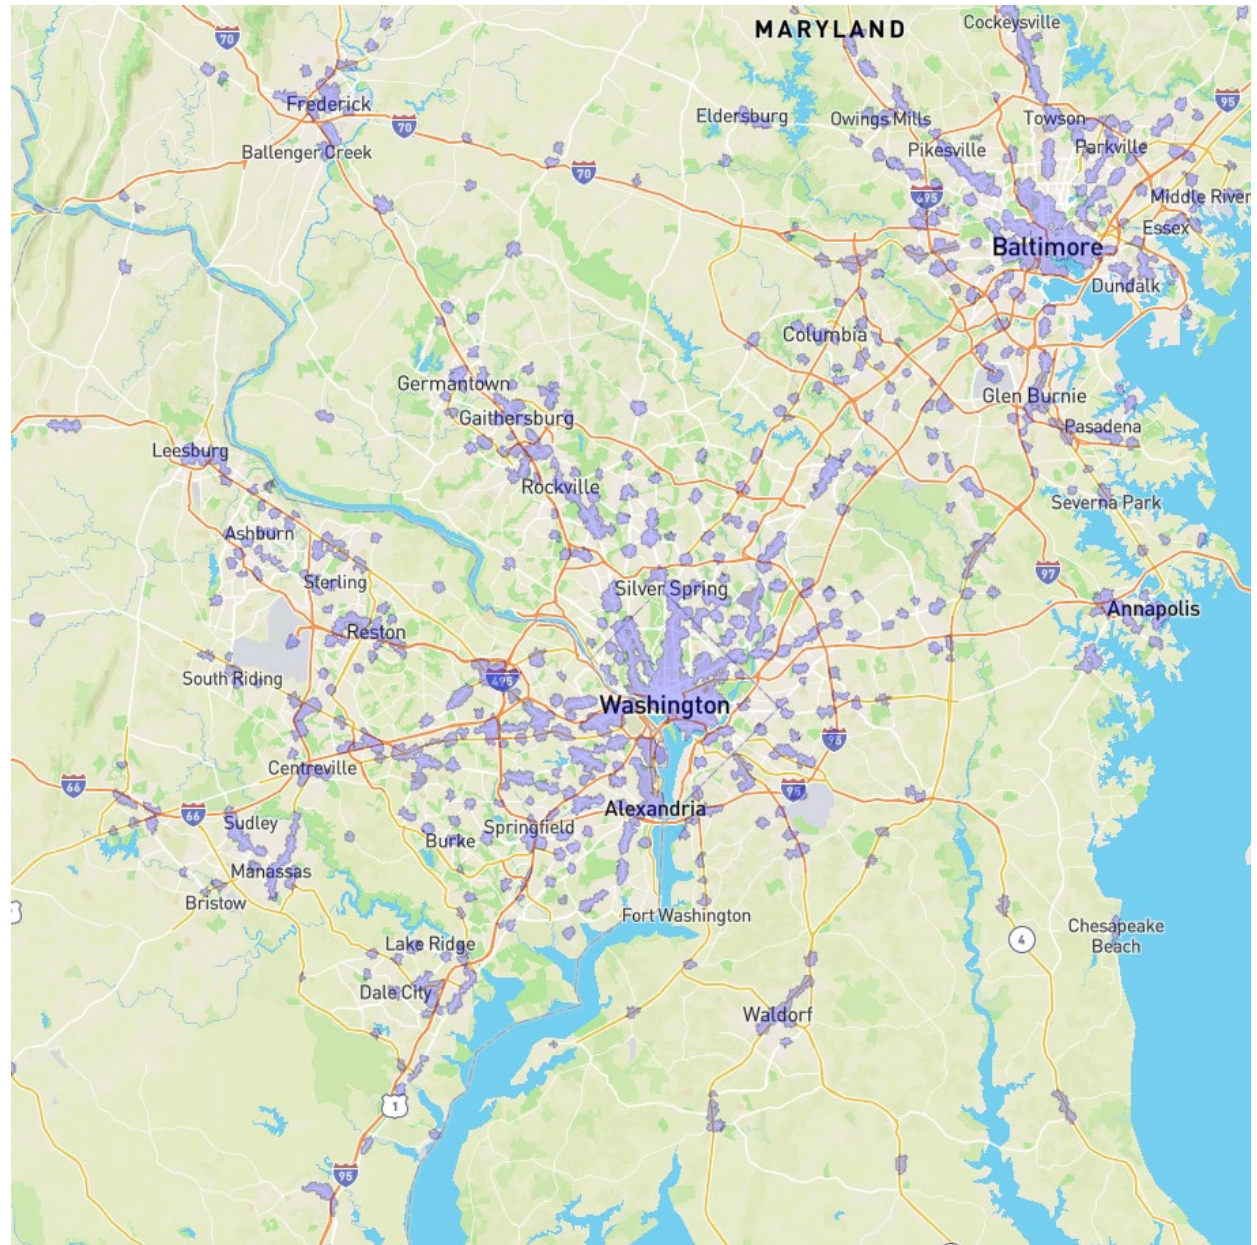 Cockeysville
MARYLAND
70
95
Frederick
Eldersburg
Owings Mills
Towson
70
Ballenger Creek
Pikesville
Parkville
70
495
Middle River
Essex
Baltimore
Dundalk
Columbia
Germantown
Glen Burnie
Gaithersburg
Pasadena
Leesburg
Rockville
Severna Park
Ashburn
97
Sterling
Silver Spring
Annapolis
Reston
South Riding
495
Washington
95
Centreville
66
95
66
Sudley
Alexandria
Springfield
Burke
Manassas
Bristow
Fort Washington
Chesapeake
Beach
4
Lake Ridge
Dale City
Waldorf
1
95